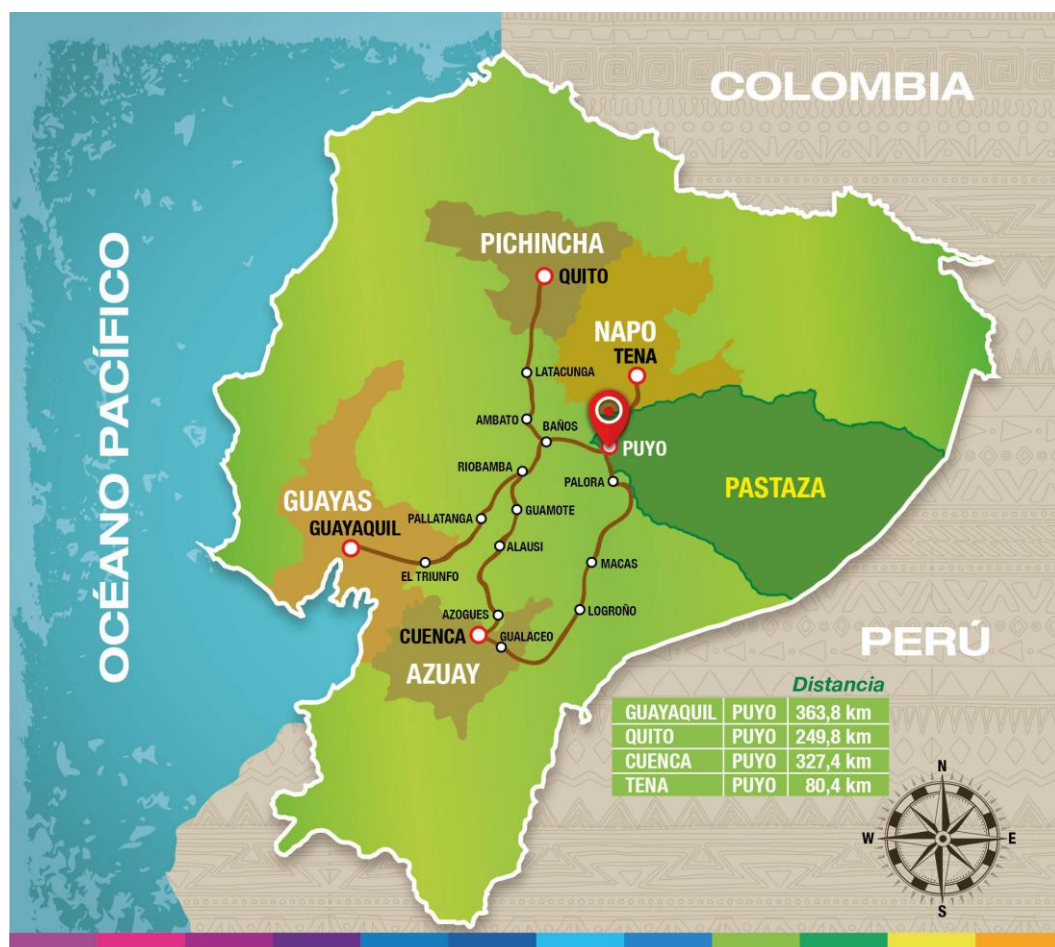 COLOMBIA
OCÉANO PACÍFICO
PICHINCHA
QUITO
NAPO
TENA
LATACUNGA
AMBATO
BAÑOS
PUYO
RIOBAMBA
PALORA
PASTAZA
GUAYAS
GUAYAQUIL
PALLATANGA
GUAMOTE
ALAUSI
EL TRIUNFO
MACAS
AZOGUES
LOGROÑO
CUENCA
GUALACEO
AZUAY
PERÚ
Distancia
GUAYAQUIL PUYO 363,8 km
QUITO PUYO 249,8 km
CUENCA PUYO 327,4 km
TENA PUYO 80,4 km
N
W E
S